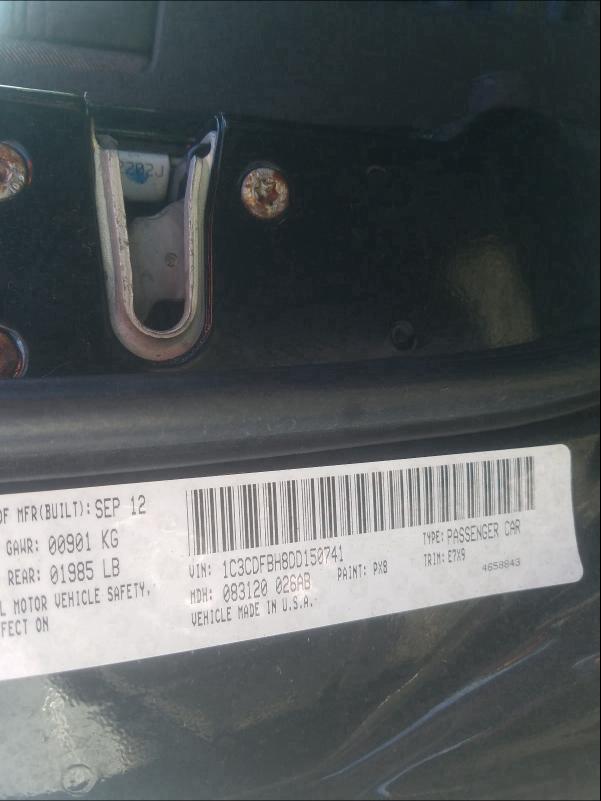 OF MFR(BUILT): SEP 12
GAWR: 00901 KG
REAR: 01985 LB
MOTOR VEHICLE SAFETY,
ON
VIN: 1C3CDFBH8DD150741
TYPE: PASSENGER CAR
MDH: 083120 026AB
PAINT: PX8
TRIM: E7X9
VEHICLE MADE IN U.S.A.
4658843